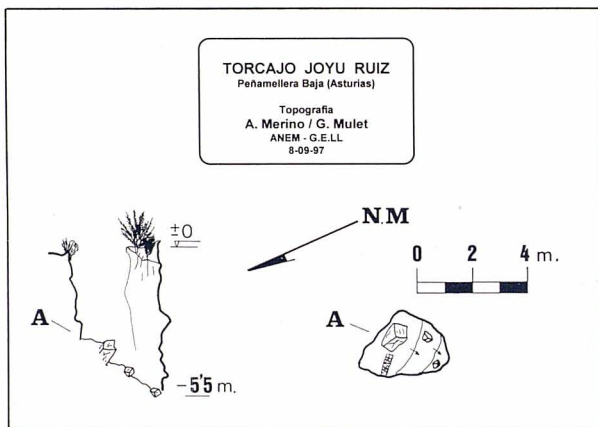 TORCAJO JOYU RUIZ
Peñamellera Baja (Asturias)
Topografia
A. Merino / G. Mulet
ANEM - G.E.LL
8-09-97
±0
N.M
0 2 4 m.
A
A
-5'5 m.